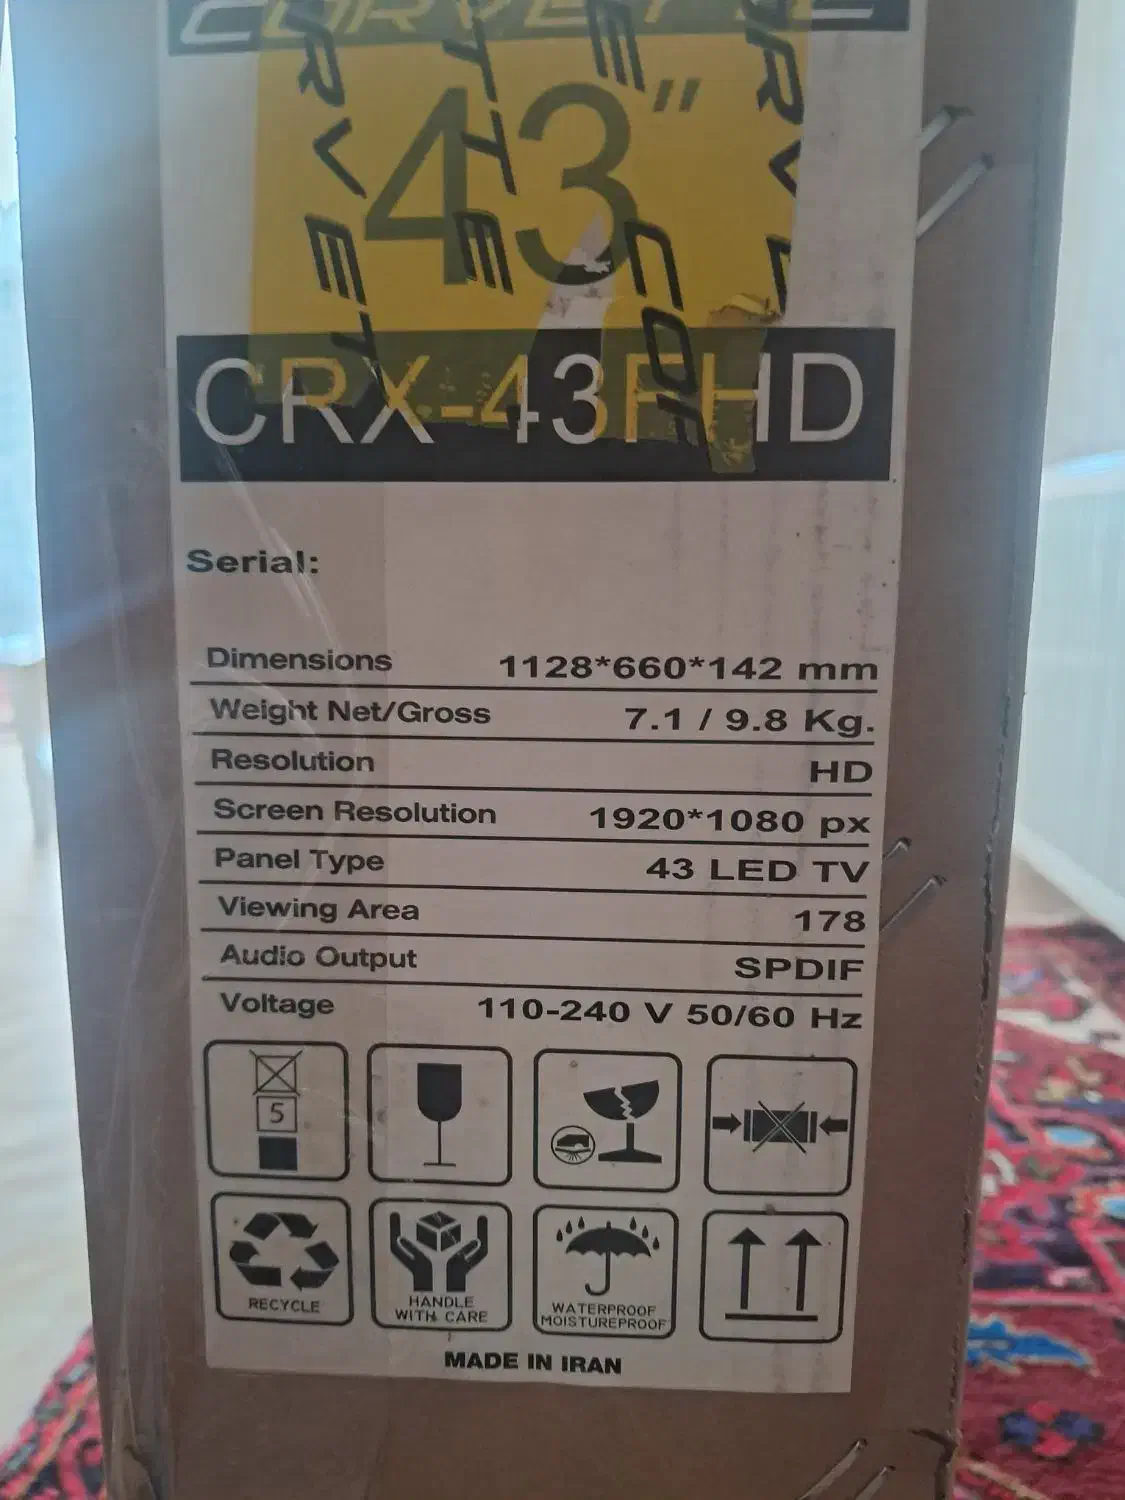 CORVETTE
43"
CRX-43FHD
Serial:
Dimensions 1128*660*142 mm
Weight Net/Gross 7.1 / 9.8 Kg.
Resolution HD
Screen Resolution 1920*1080 px
Panel Type 43 LED TV
Viewing Area 178
Audio Output SPDIF
Voltage 110-240 V 50/60 Hz
5
RECYCLE
HANDLE
WITH CARE
WATERPROOF
MOISTUREPROOF
MADE IN IRAN